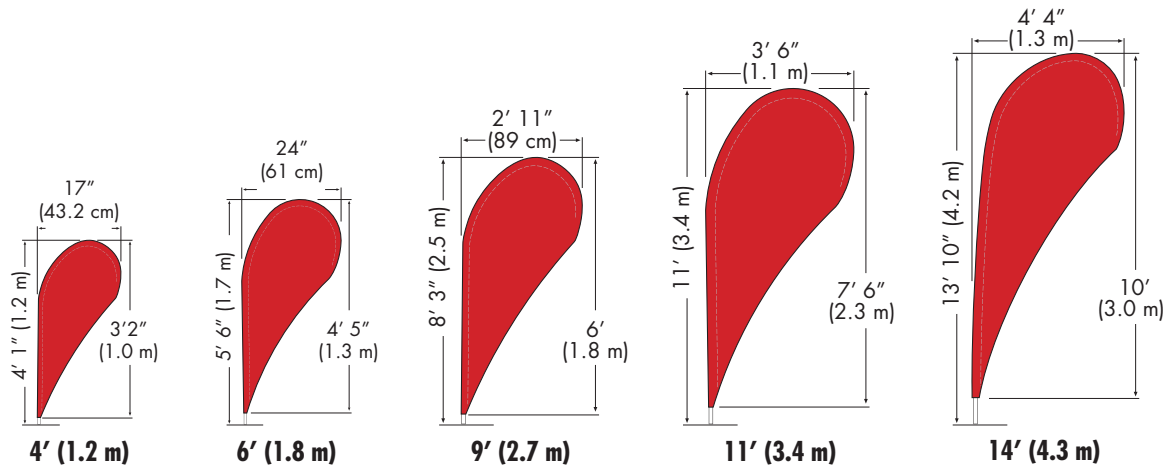 17”
(43.2 cm)
4’ 1” (1.2 m)
3’2”
(1.0 m)
4’ (1.2 m)
24”
(61 cm)
5’ 6” (1.7 m)
4’ 5”
(1.3 m)
6’ (1.8 m)
2’ 11”
(89 cm)
8’ 3” (2.5 m)
6’
(1.8 m)
9’ (2.7 m)
3’ 6”
(1.1 m)
11’ (3.4 m)
7’ 6”
(2.3 m)
11’ (3.4 m)
4’ 4”
(1.3 m)
13’ 10” (4.2 m)
10’
(3.0 m)
14’ (4.3 m)